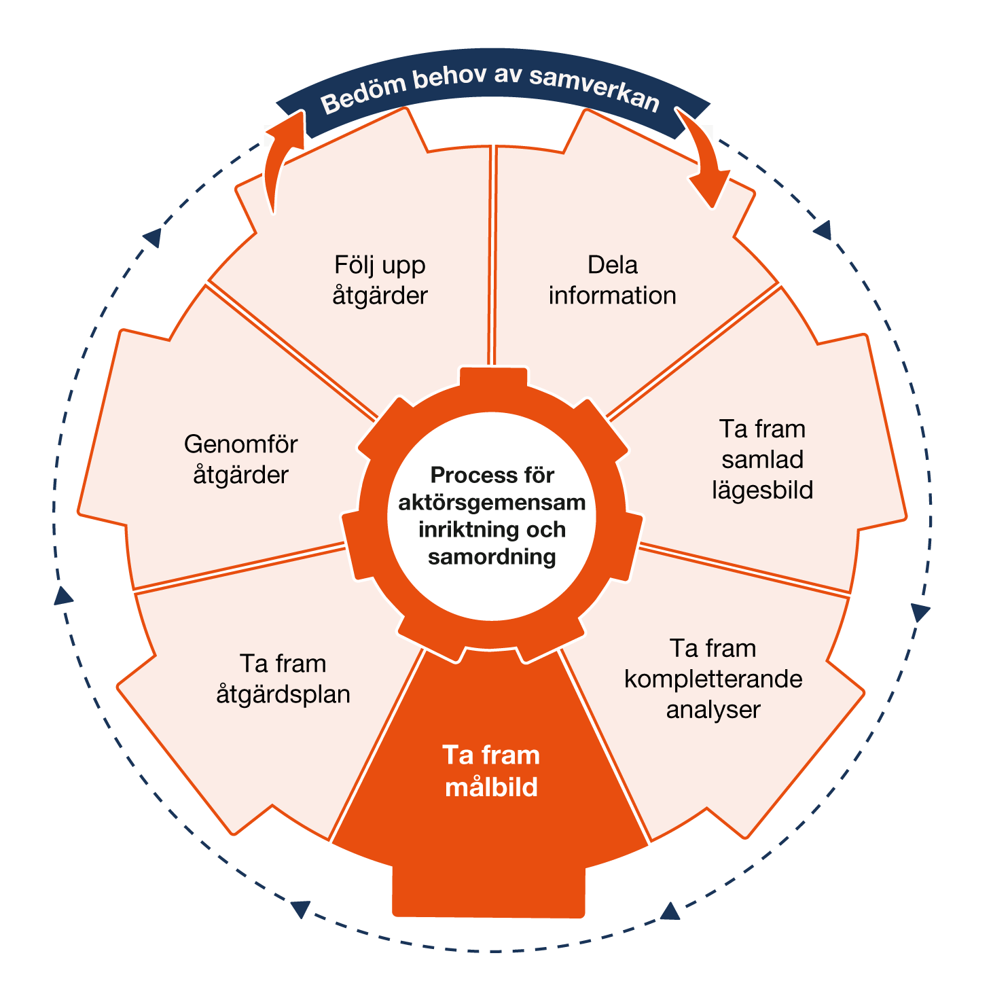 Bedöm behov av samverkan
Dela
information
Ta fram
samlad
lägesbild
Ta fram
kompletterande
analyser
Ta fram
målbild
Ta fram
åtgärdsplan
Genomför
åtgärder
Följ upp
åtgärder
Process för
aktörsgemensam
inriktning och
samordning